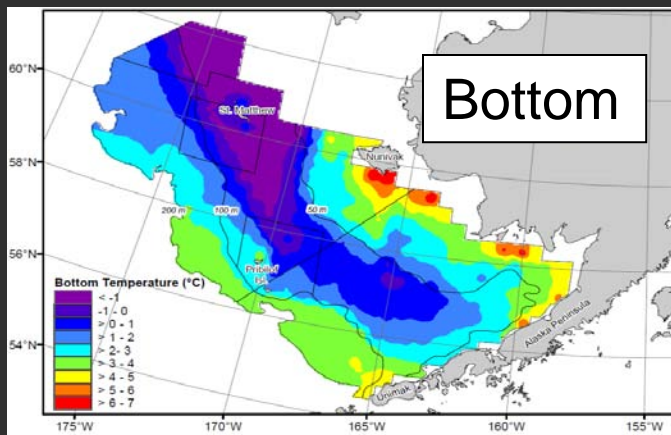 Bottom
60°N
58°N
56°N
54°N
St. Matthew
Nunivak
200 m
100 m
50 m
Pribilof
Is.
Alaska Peninsula
Unimak
Bottom Temperature (°C)
< -1
-1 - 0
> 0 - 1
> 1 - 2
> 2- 3
> 3 - 4
> 4 - 5
> 5 - 6
> 6 - 7
175°W
170°W
165°W
160°W
155°W